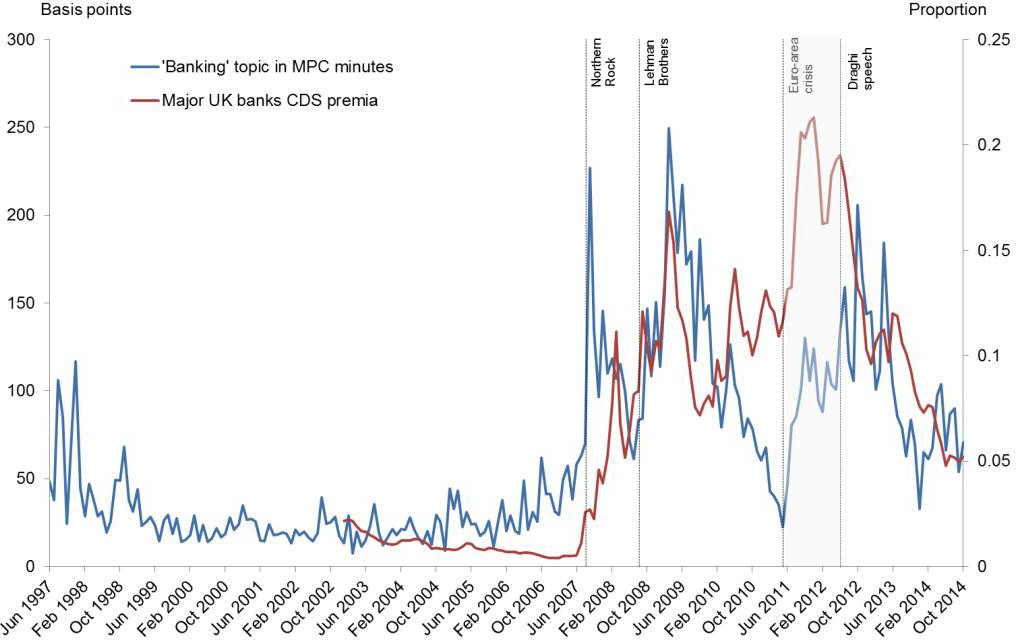 Basis points
Proportion
300
250
200
150
100
50
0
'Banking' topic in MPC minutes
Major UK banks CDS premia
Northern
Rock
Lehman
Brothers
Euro-area
crisis
Draghi
speech
0.25
0.2
0.15
0.1
0.05
0
Jun 1997
Feb 1998
Oct 1998
Jun 1999
Feb 2000
Oct 2000
Jun 2001
Feb 2002
Oct 2002
Jun 2003
Feb 2004
Oct 2004
Jun 2005
Feb 2006
Oct 2006
Jun 2007
Feb 2008
Oct 2008
Jun 2009
Feb 2010
Oct 2010
Jun 2011
Feb 2012
Oct 2012
Jun 2013
Feb 2014
Oct 2014